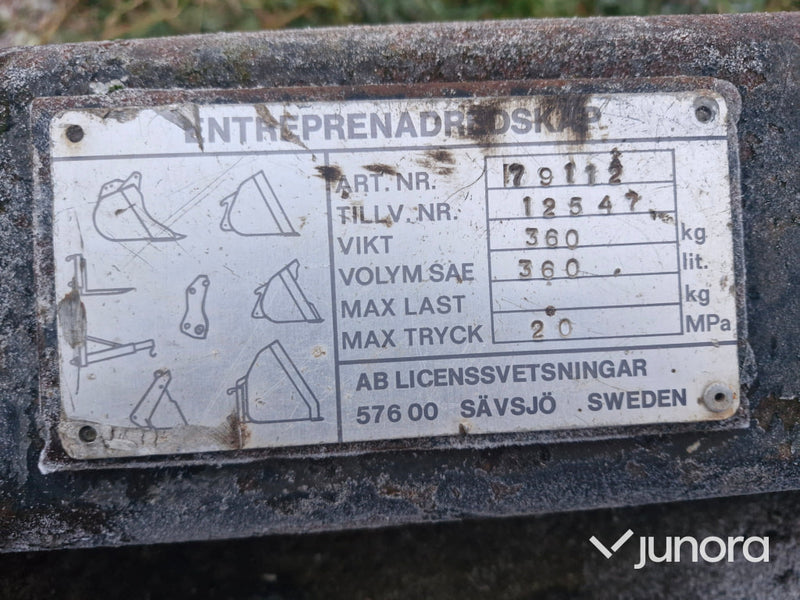 ENTREPRENADREDSKAP
ART. NR. 79112
TILLV. NR. 12547
VIKT 360 kg
VOLYM SAE 360 lit.
MAX LAST kg
MAX TRYCK 20 MPa
AB LICENSSVETSNINGAR
576 00 SÄVSJÖ SWEDEN
junora